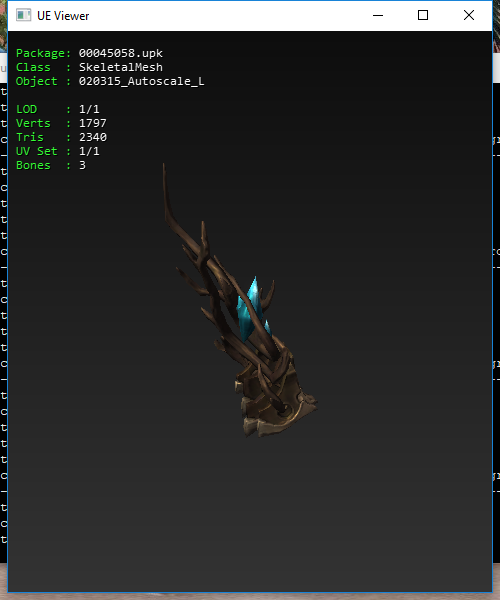 UE Viewer
Package: 00045058.upk
Class  : SkeletalMesh
Object : 020315_Autoscale_L
LOD    : 1/1
Verts  : 1797
Tris   : 2340
UV Set : 1/1
Bones  : 3